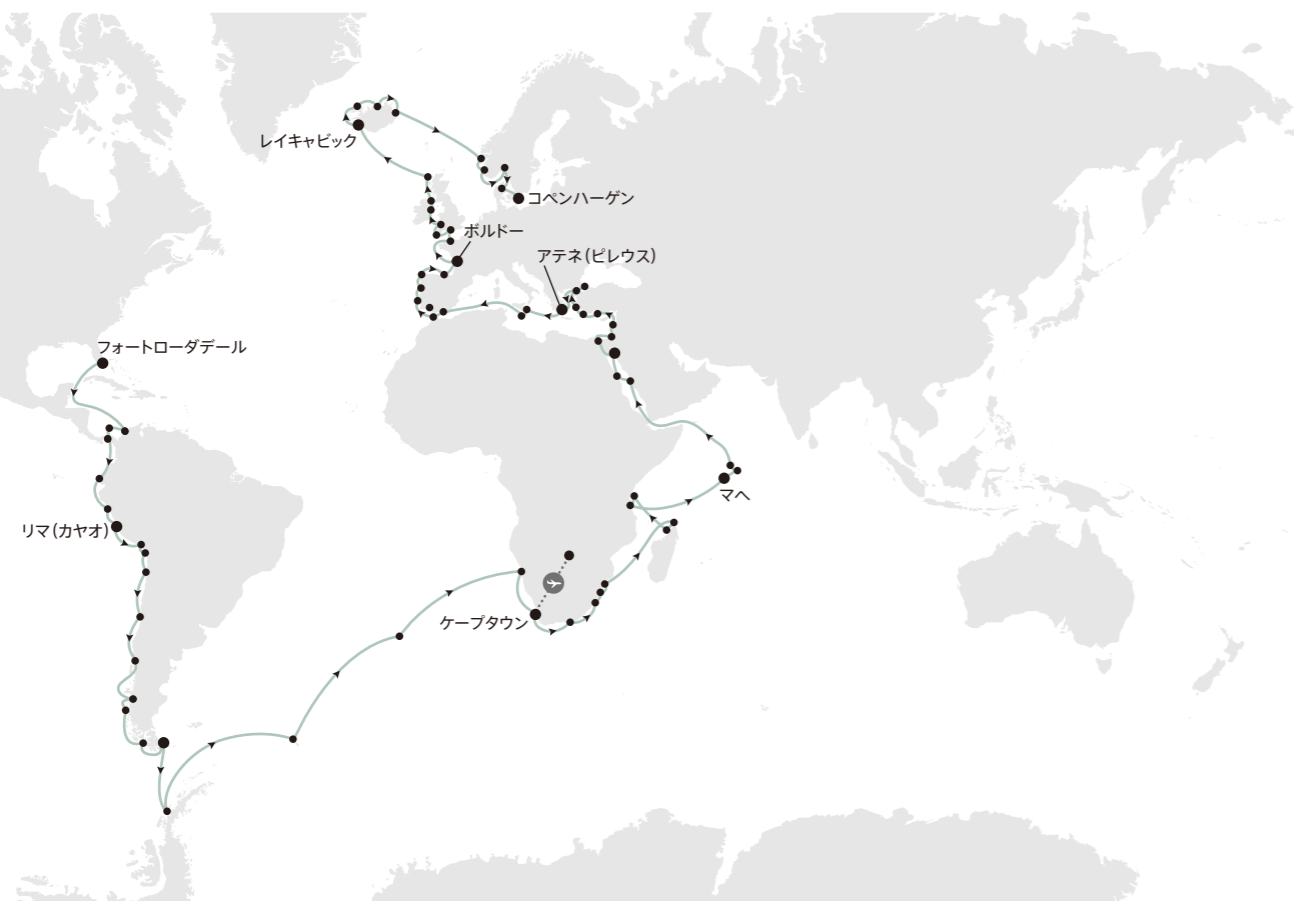 レイキャビック
コペンハーゲン
ボルドー
アテネ(ピレウス)
フォートローダデール
マヘ
リマ(カヤオ)
ケープタウン